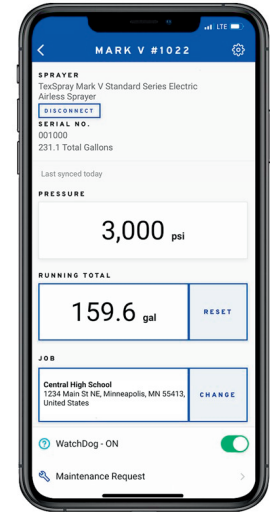 LTE
MARK V #1022
SPRAYER
TexSpray Mark V Standard Series Electric
Airless Sprayer
DISCONNECT
SERIAL NO.
001000
231.1 Total Gallons
Last synced today
PRESSURE
3,000 psi
RUNNING TOTAL
159.6 gal
RESET
JOB
Central High School
1234 Main St NE, Minneapolis, MN 55413,
United States
CHANGE
WatchDog - ON
Maintenance Request